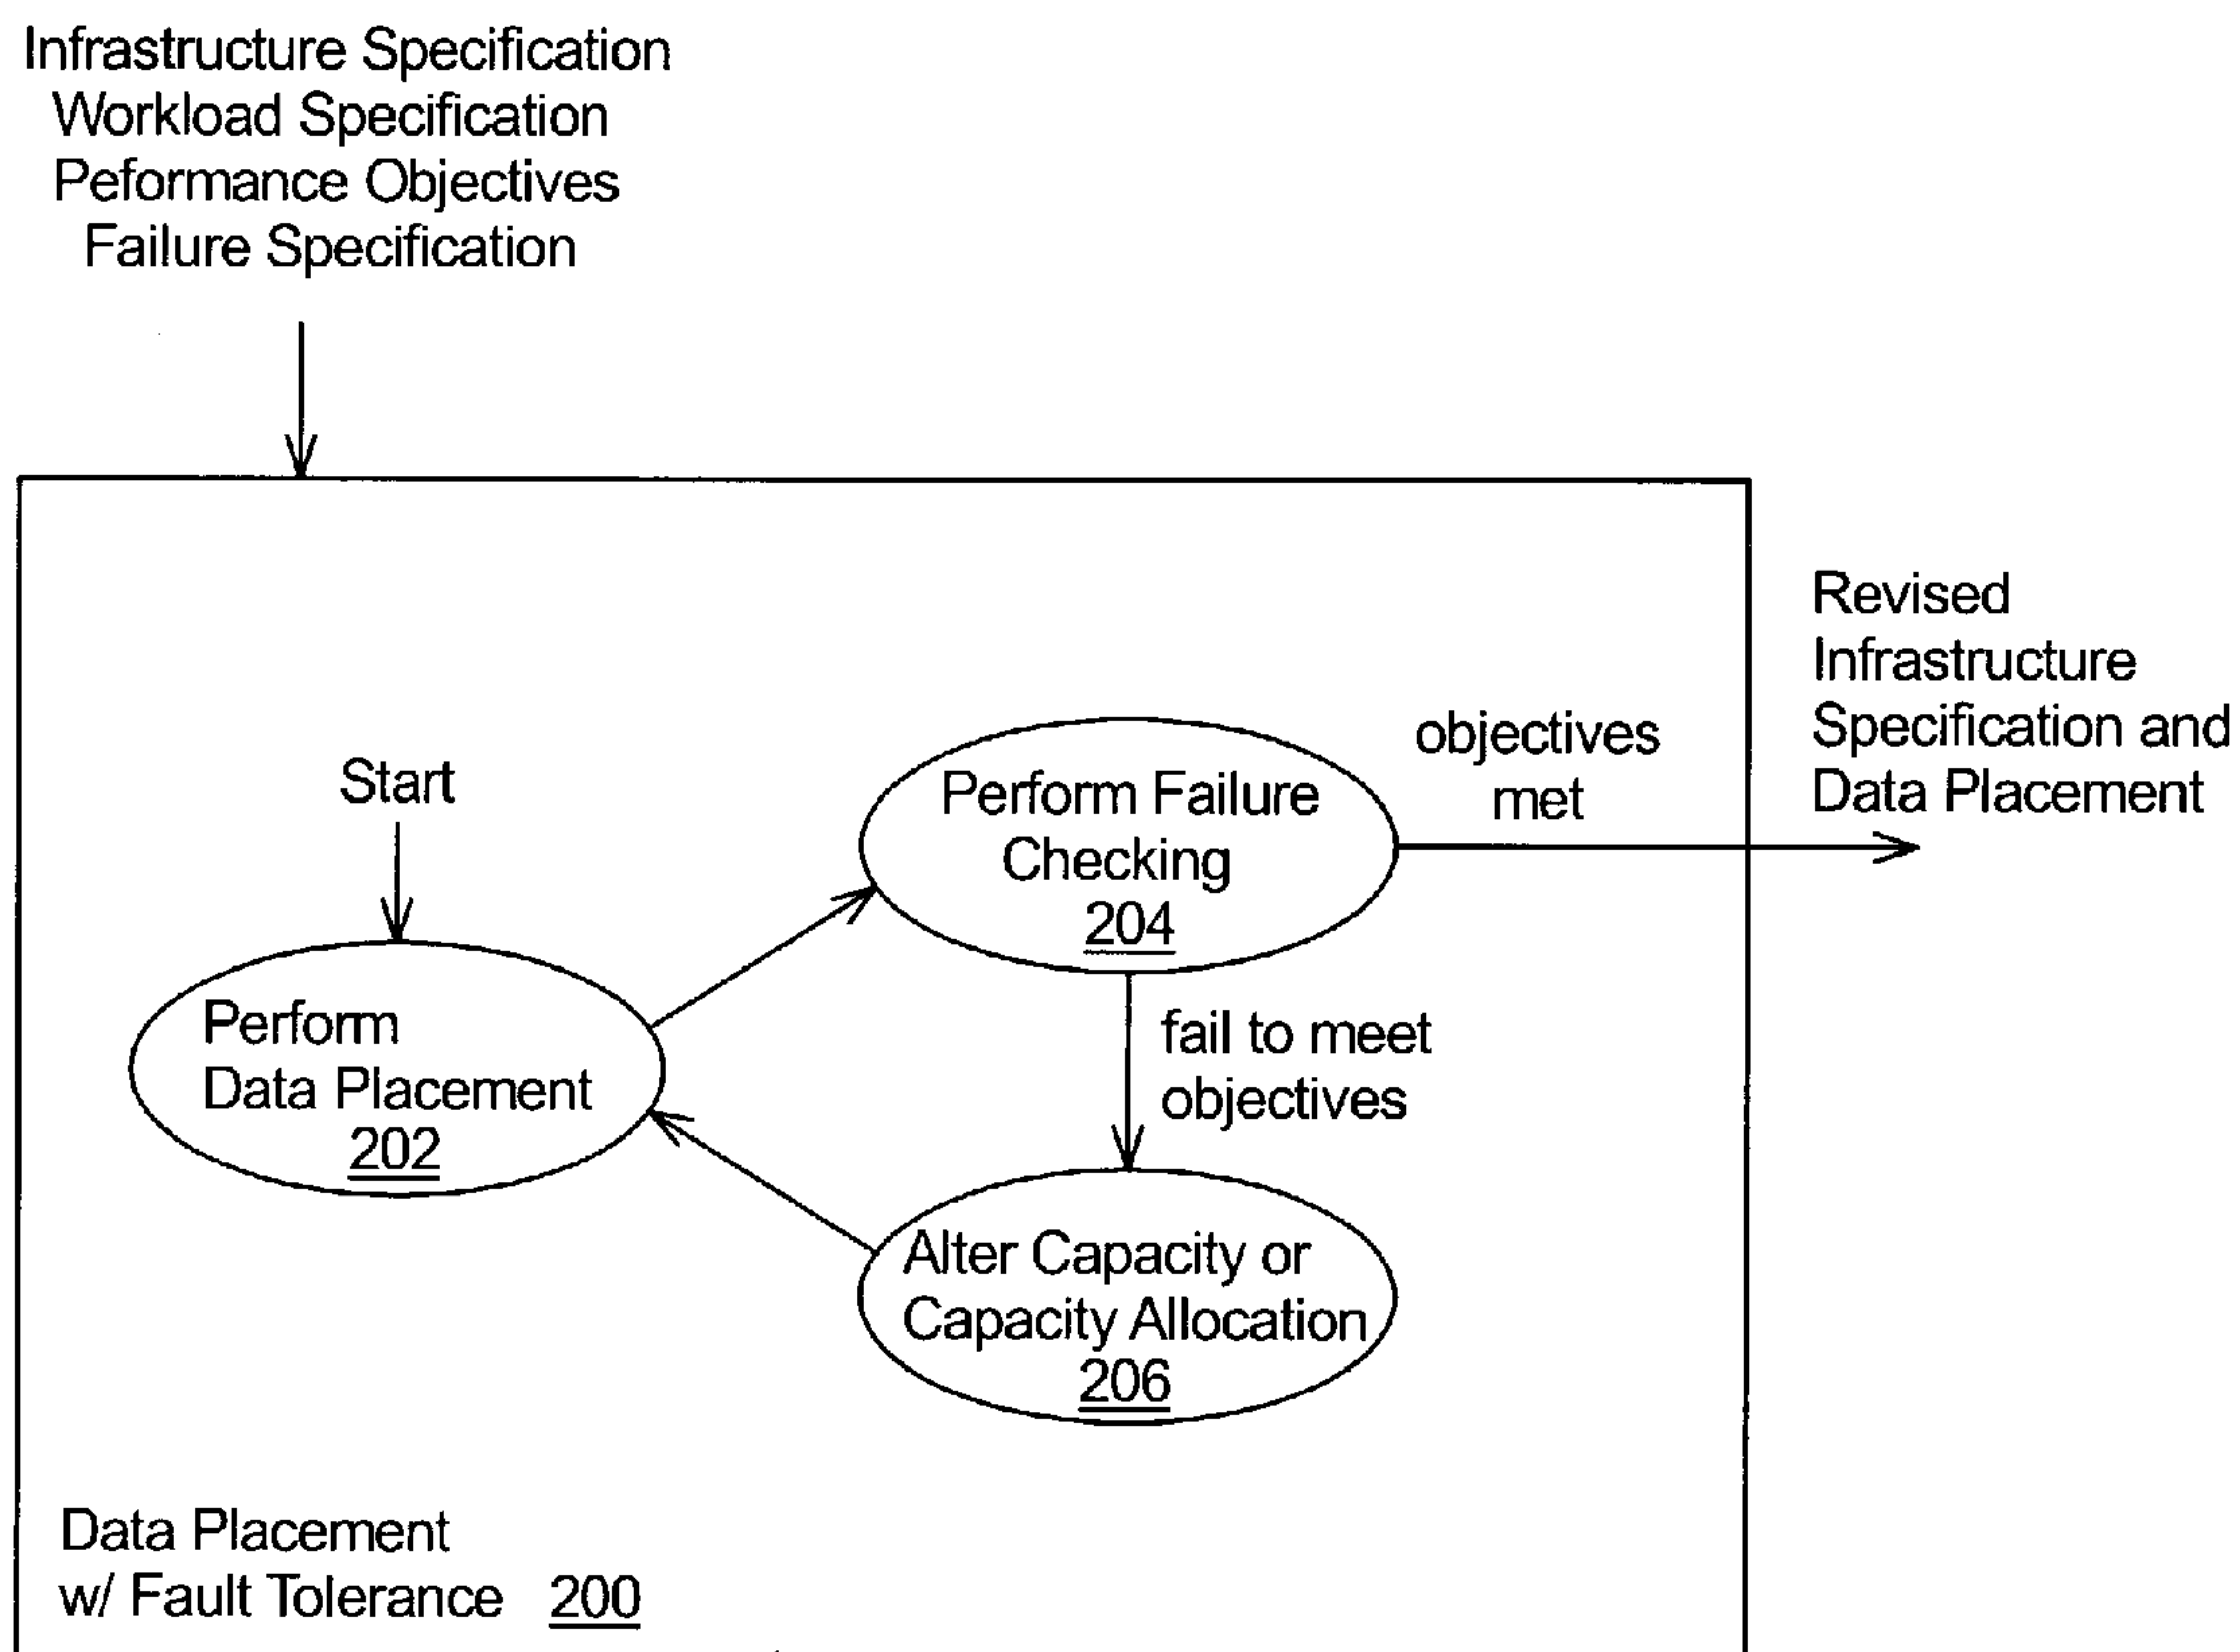 Infrastructure Specification
Workload Specification
Peformance Objectives
Failure Specification
Revised
Infrastructure
Specification and
Data Placement
objectives
met
Start
Perform Failure
Checking
204
Perform
Data Placement
202
fail to meet
objectives
Alter Capacity or
Capacity Allocation
206
Data Placement
w/ Fault Tolerance 200